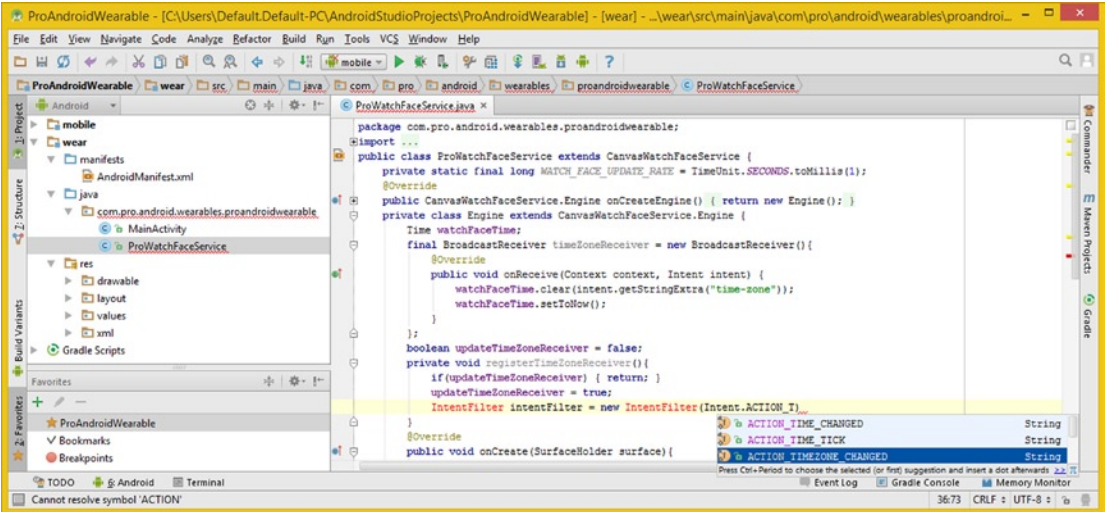 ProAndroidWearable - [C:\Users\Default.Default-PC\AndroidStudioProjects\ProAndroidWearable] - [wear] - ...\wear\src\main\java\com\pro\android\wearables\proandroi...
File Edit View Navigate Code Analyze Refactor Build Run Tools VCS Window Help
mobile
ProAndroidWearable wear src main java com pro android wearables proandroidwearable ProWatchFaceService
1: Project
Android
mobile
wear
manifests
AndroidManifest.xml
java
com.pro.android.wearables.proandroidwearable
MainActivity
ProWatchFaceService
res
drawable
layout
values
xml
Gradle Scripts
Z: Structure
Build Variants
2: Favorites
Favorites
ProAndroidWearable
Bookmarks
Breakpoints
ProWatchFaceService.java ×
package com.pro.android.wearables.proandroidwearable;
import ...
public class ProWatchFaceService extends CanvasWatchFaceService {
private static final long WATCH_FACE_UPDATE_RATE = TimeUnit.SECONDS.toMillis(1);
@Override
public CanvasWatchFaceService.Engine onCreateEngine() { return new Engine(); }
private class Engine extends CanvasWatchFaceService.Engine {
Time watchFaceTime;
final BroadcastReceiver timeZoneReceiver = new BroadcastReceiver(){
@Override
public void onReceive(Context context, Intent intent) {
watchFaceTime.clear(intent.getStringExtra("time-zone"));
watchFaceTime.setToNow();
}
};
boolean updateTimeZoneReceiver = false;
private void registerTimeZoneReceiver(){
if(updateTimeZoneReceiver) { return; }
updateTimeZoneReceiver = true;
IntentFilter intentFilter = new IntentFilter(Intent.ACTION_T)
}
@Override
public void onCreate(SurfaceHolder surface){
ACTION_TIME_CHANGED String
ACTION_TIME_TICK String
ACTION_TIMEZONE_CHANGED String
Press Ctrl+Period to choose the selected (or first) suggestion and insert a dot afterwards >>
Commander
Maven Projects
Gradle
TODO 6: Android Terminal Event Log Gradle Console Memory Monitor
Cannot resolve symbol 'ACTION' 36:73 CRLF UTF-8